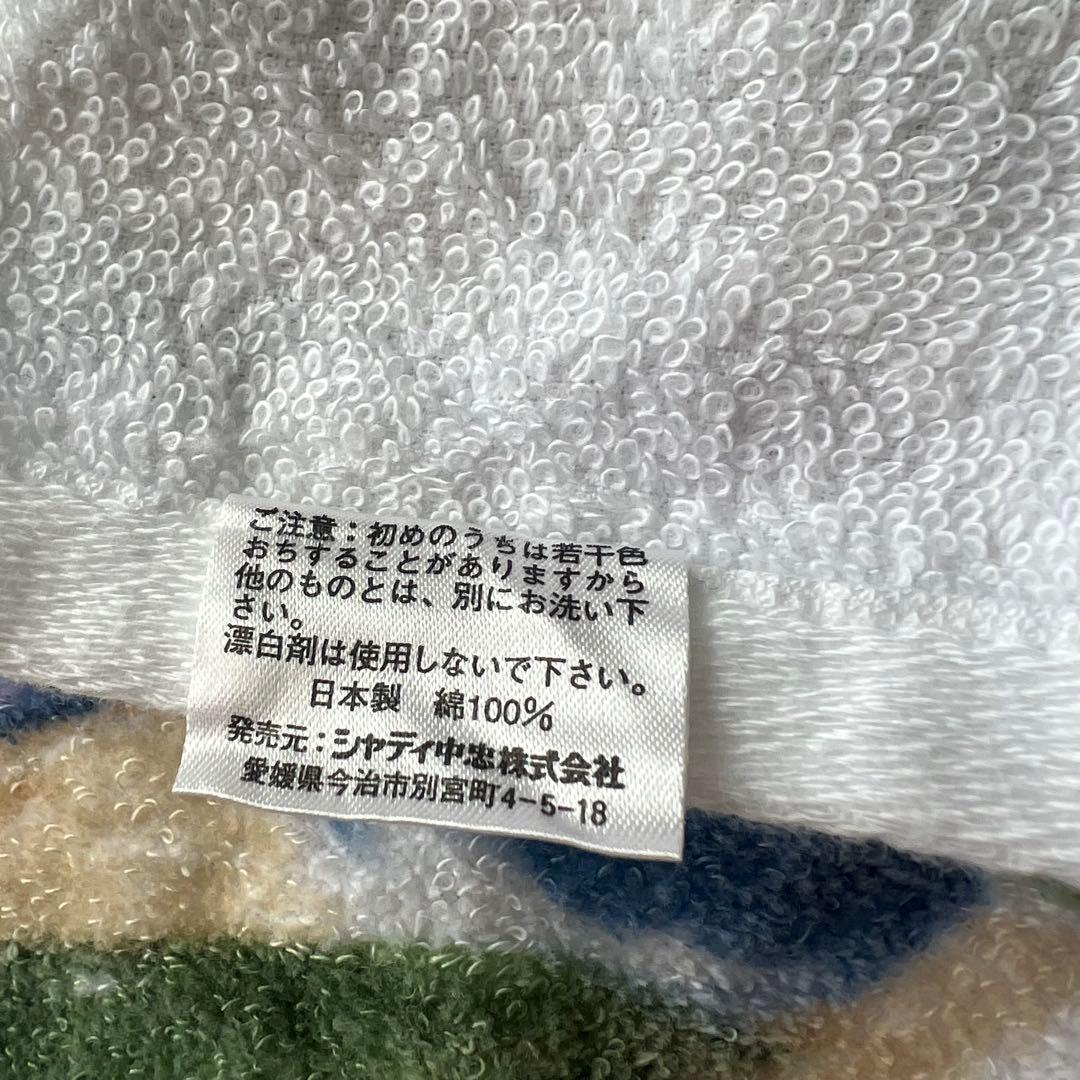 ご注意：初めのうちは若干色
おちすることがありますから
他のものとは、別にお洗い下
さい。
漂白剤は使用しないで下さい。
日本製　綿100%
発売元：シャディ中忠株式会社
愛媛県今治市別宮町4-5-18